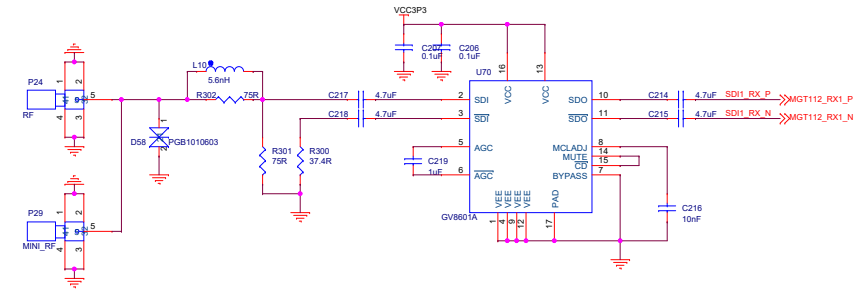 VCC3P3
C207 C206
0.1uF 0.1uF
P24
1 2
5
4 3
RF
L10
5.6nH
R302 75R
D58 PGB1010603
2 1
R301
75R
R300
37.4R
C217 4.7uF
C218 4.7uF
C219
1uF
U70
16 13
VCC VCC
2 SDI
3 SDI
5 AGC
6 AGC
SDO 10
SDO 11
MCLADJ 8
MUTE 14
CD 15
BYPASS 7
VEE VEE VEE VEE PAD
1 4 9 12 17
GV8601A
C214 4.7uF SDI1_RX_P MGT112_RX1_P
C215 4.7uF SDI1_RX_N MGT112_RX1_N
C216
10nF
P29
1 2
5
4 3
MINI_RF